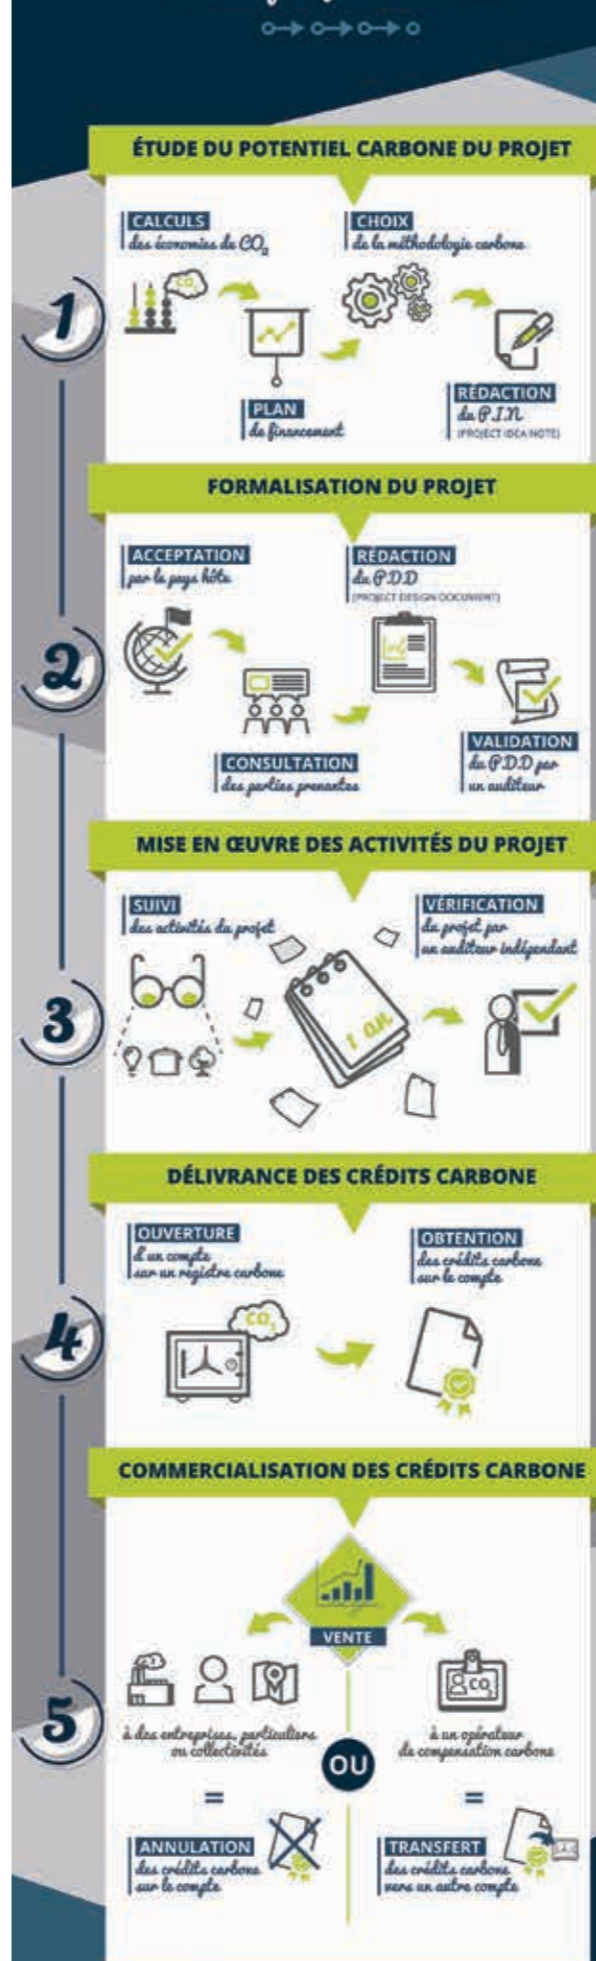 ÉTUDE DU POTENTIEL CARBONE DU PROJET
1
CALCULS
des économies de CO₂
CO₂
PLAN
de financement
CHOIX
de la méthodologie carbone
RÉDACTION
du P.I.N
(PROJECT IDEA NOTE)
FORMALISATION DU PROJET
2
ACCEPTATION
par le pays hôte
CONSULTATION
des parties prenantes
RÉDACTION
du P.D.D
(PROJECT DESIGN DOCUMENT)
VALIDATION
du P.D.D par
un auditeur
MISE EN ŒUVRE DES ACTIVITÉS DU PROJET
3
SUIVI
des activités du projet
1 an
VÉRIFICATION
du projet par
un auditeur indépendant
DÉLIVRANCE DES CRÉDITS CARBONE
4
OUVERTURE
d'un compte
sur un registre carbone
CO₂
OBTENTION
des crédits carbone
sur le compte
COMMERCIALISATION DES CRÉDITS CARBONE
5
VENTE
à des entreprises, particuliers
ou collectivités
=
ANNULATION
des crédits carbone
sur le compte
OU
CO₂
à un opérateur
de compensation carbone
=
TRANSFERT
des crédits carbone
vers un autre compte